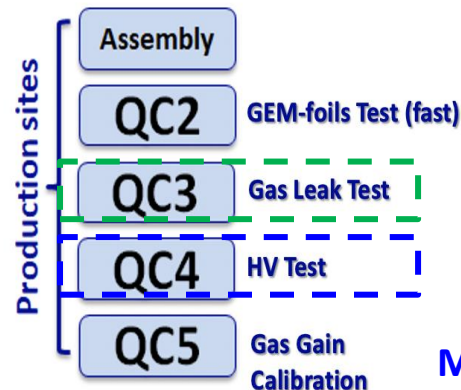 Production sites
Assembly
QC2 GEM-foils Test (fast)
QC3 Gas Leak Test
QC4 HV Test
QC5 Gas Gain
Calibration
M